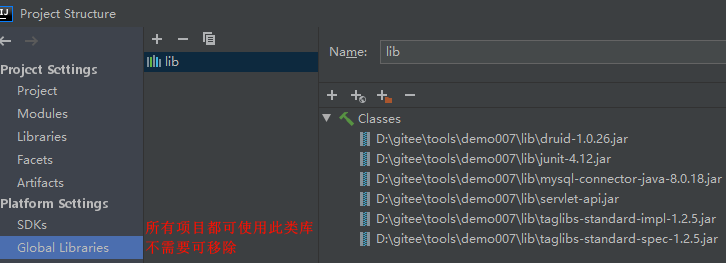 IJ Project Structure
Project Settings
Project
Modules
Libraries
Facets
Artifacts
Platform Settings
SDKs
Global Libraries
lib
所有项目都可使用此类库
不需要可移除
Name: lib
Classes
D:\gitee\tools\demo007\lib\druid-1.0.26.jar
D:\gitee\tools\demo007\lib\junit-4.12.jar
D:\gitee\tools\demo007\lib\mysql-connector-java-8.0.18.jar
D:\gitee\tools\demo007\lib\servlet-api.jar
D:\gitee\tools\demo007\lib\taglibs-standard-impl-1.2.5.jar
D:\gitee\tools\demo007\lib\taglibs-standard-spec-1.2.5.jar